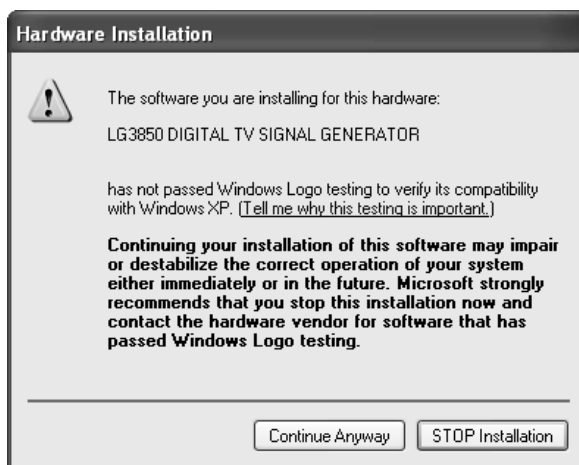 Hardware Installation
The software you are installing for this hardware:
LG3850 DIGITAL TV SIGNAL GENERATOR
has not passed Windows Logo testing to verify its compatibility
with Windows XP. (Tell me why this testing is important.)
Continuing your installation of this software may impair
or destabilize the correct operation of your system
either immediately or in the future. Microsoft strongly
recommends that you stop this installation now and
contact the hardware vendor for software that has
passed Windows Logo testing.
Continue Anyway
STOP Installation